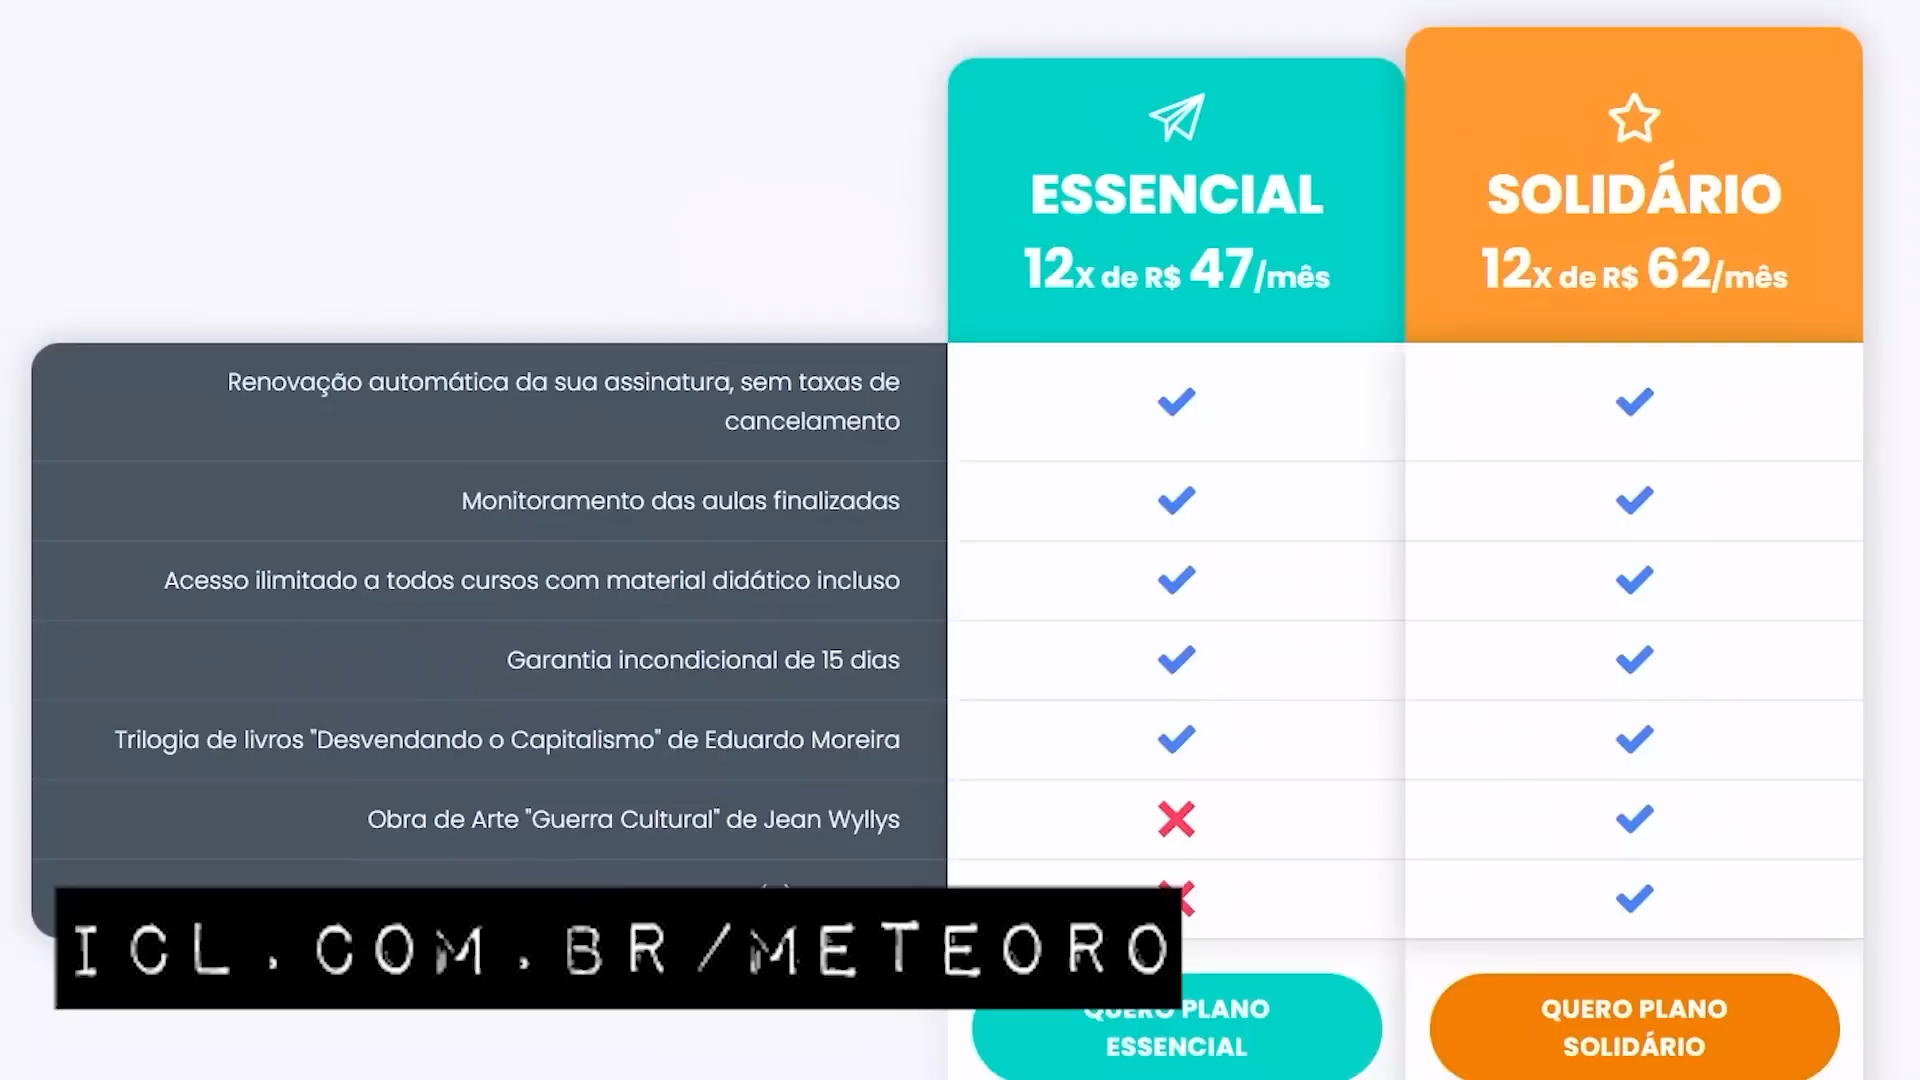 ESSENCIAL
12X de R$ 47/mês
SOLIDÁRIO
12X de R$ 62/mês
Renovação automática da sua assinatura, sem taxas de
cancelamento
Monitoramento das aulas finalizadas
Acesso ilimitado a todos cursos com material didático incluso
Garantia incondicional de 15 dias
Trilogia de livros "Desvendando o Capitalismo" de Eduardo Moreira
Obra de Arte "Guerra Cultural" de Jean Wyllys
ICL.COM.BR/METEORO
QUERO PLANO
ESSENCIAL
QUERO PLANO
SOLIDÁRIO